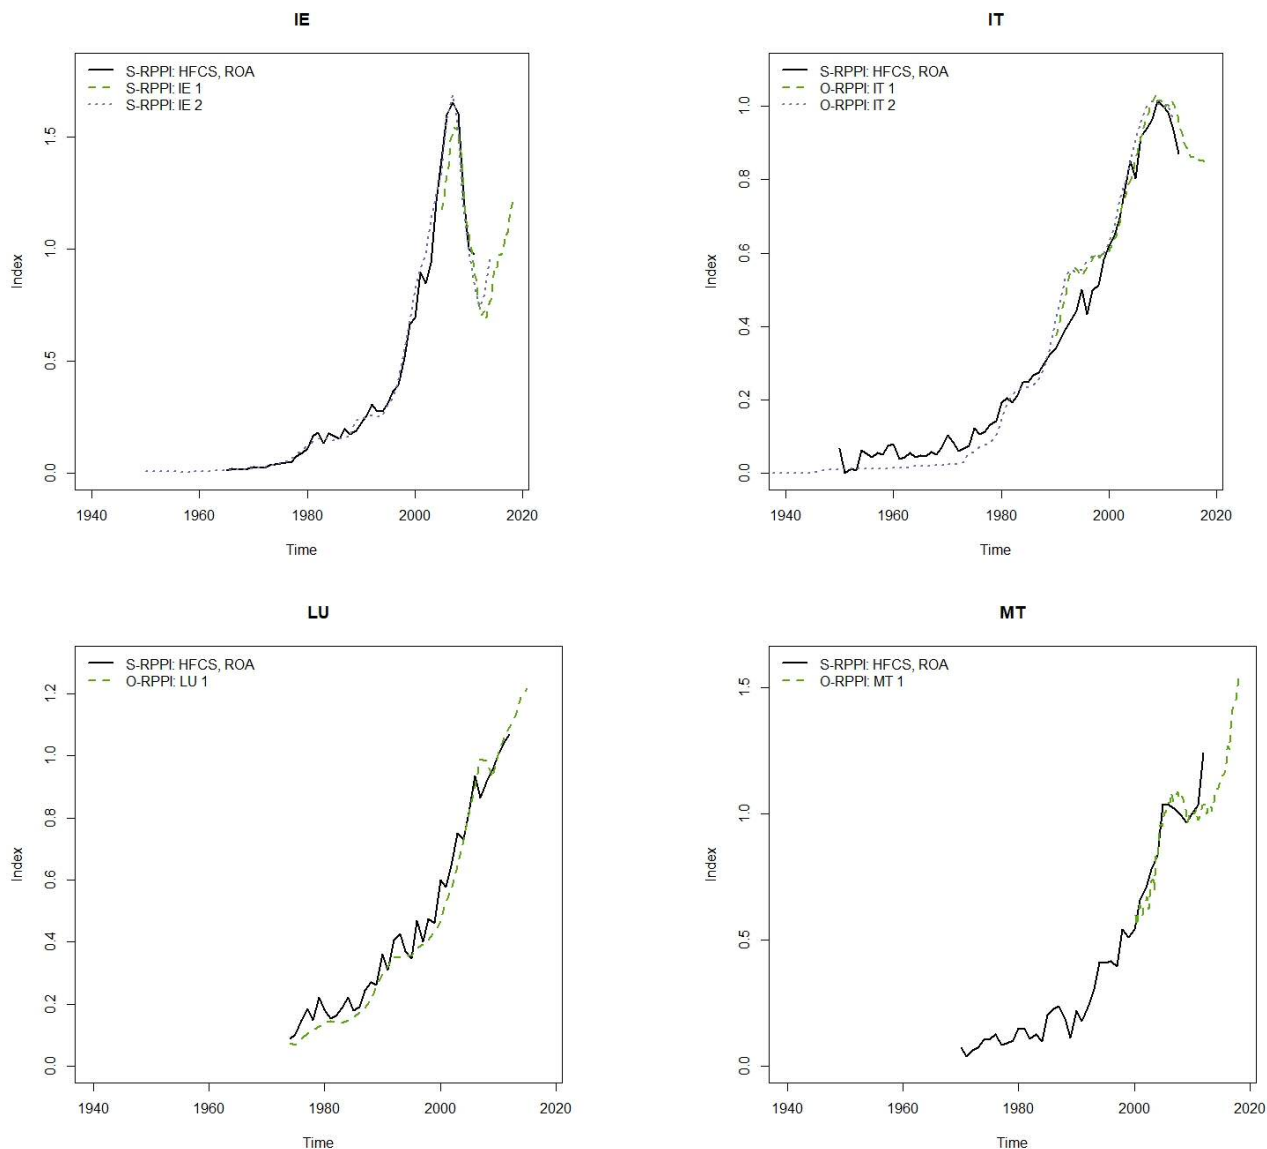 IE
S-RPPI: HFCS, ROA
S-RPPI: IE 1
S-RPPI: IE 2
Index
0.0
0.5
1.0
1.5
1940 1960 1980 2000 2020
Time
IT
S-RPPI: HFCS, ROA
O-RPPI: IT 1
O-RPPI: IT 2
Index
0.0
0.2
0.4
0.6
0.8
1.0
1940 1960 1980 2000 2020
Time
LU
S-RPPI: HFCS, ROA
O-RPPI: LU 1
Index
0.0
0.2
0.4
0.6
0.8
1.0
1.2
1940 1960 1980 2000 2020
Time
MT
S-RPPI: HFCS, ROA
O-RPPI: MT 1
Index
0.0
0.5
1.0
1.5
1940 1960 1980 2000 2020
Time